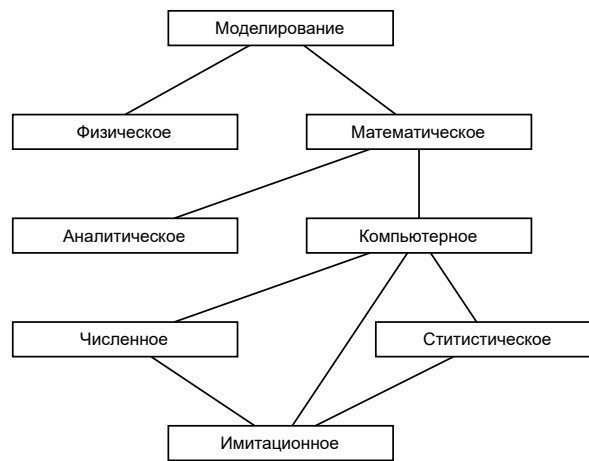 Моделирование
Физическое
Математическое
Аналитическое
Компьютерное
Численное
Ститистическое
Имитационное